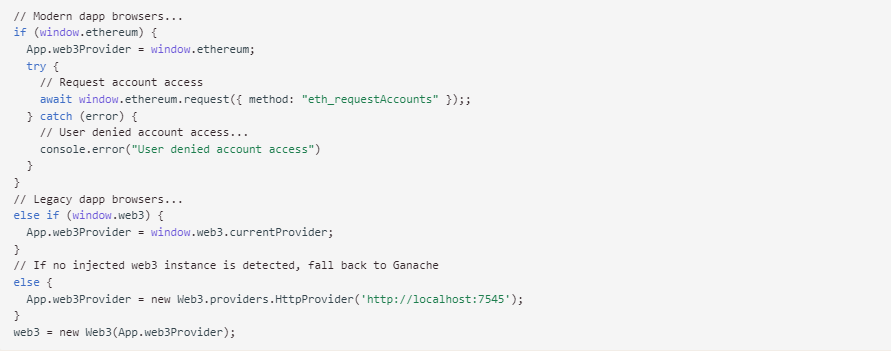 // Modern dapp browsers...
if (window.ethereum) {
  App.web3Provider = window.ethereum;
  try {
    // Request account access
    await window.ethereum.request({ method: "eth_requestAccounts" });;
  } catch (error) {
    // User denied account access...
    console.error("User denied account access")
  }
}
// Legacy dapp browsers...
else if (window.web3) {
  App.web3Provider = window.web3.currentProvider;
}
// If no injected web3 instance is detected, fall back to Ganache
else {
  App.web3Provider = new Web3.providers.HttpProvider('http://localhost:7545');
}
web3 = new Web3(App.web3Provider);